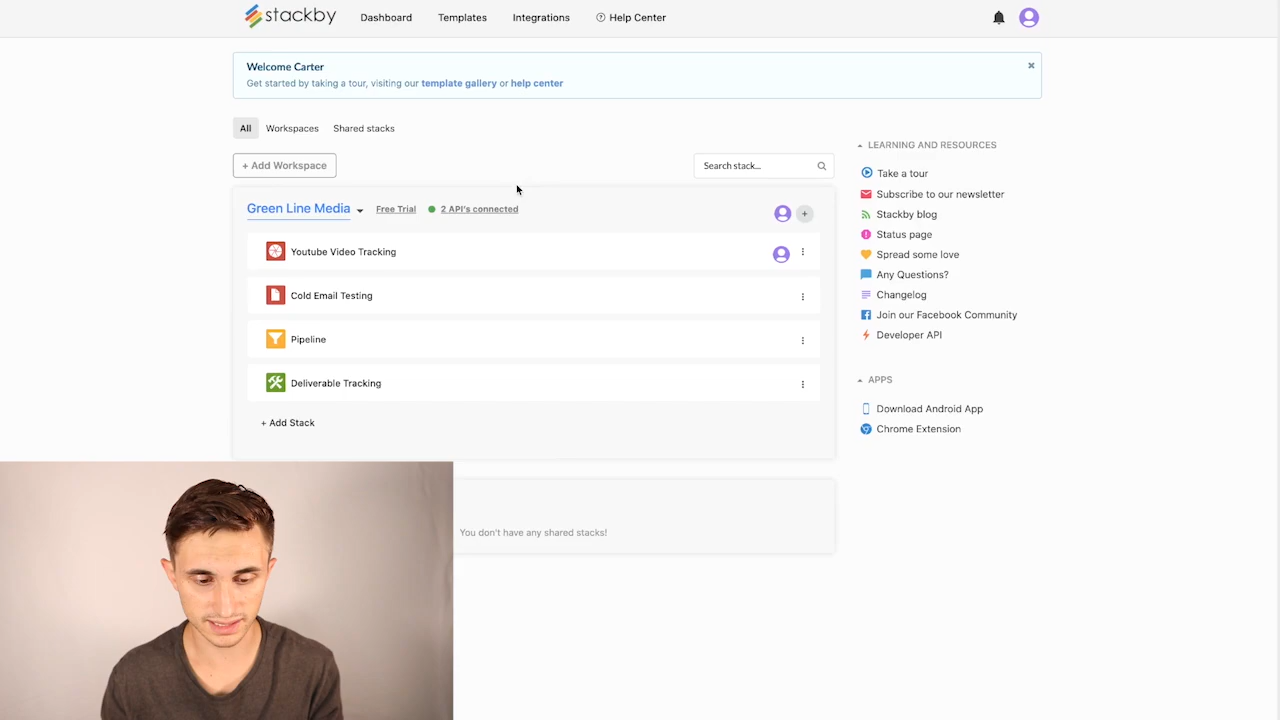 stackby Dashboard Templates Integrations Help Center
Welcome Carter
Get started by taking a tour, visiting our template gallery or help center
All Workspaces Shared stacks
+ Add Workspace
Search stack...
Green Line Media Free Trial 2 API's connected
Youtube Video Tracking
Cold Email Testing
Pipeline
Deliverable Tracking
+ Add Stack
You don't have any shared stacks!
LEARNING AND RESOURCES
Take a tour
Subscribe to our newsletter
Stackby blog
Status page
Spread some love
Any Questions?
Changelog
Join our Facebook Community
Developer API
APPS
Download Android App
Chrome Extension